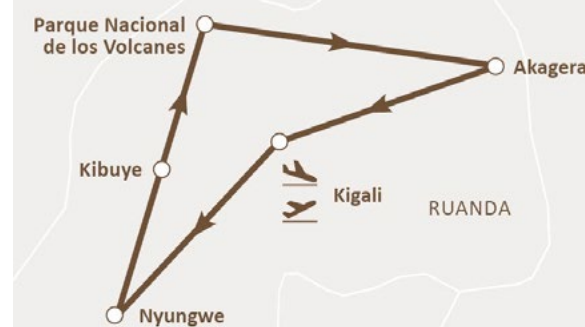 Parque Nacional
de los Volcanes
Akagera
Kibuye
Kigali
RUANDA
Nyungwe